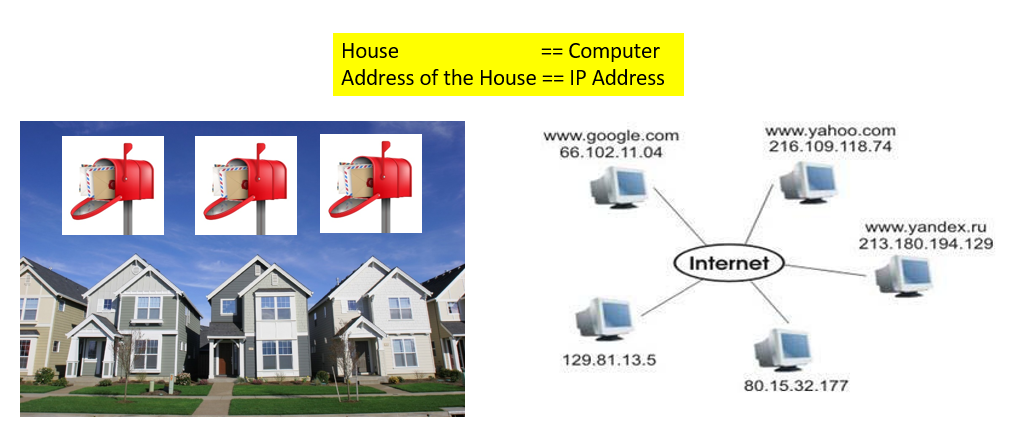 House == Computer
Address of the House == IP Address
www.google.com
66.102.11.04
www.yahoo.com
216.109.118.74
www.yandex.ru
213.180.194.129
Internet
129.81.13.5
80.15.32.177